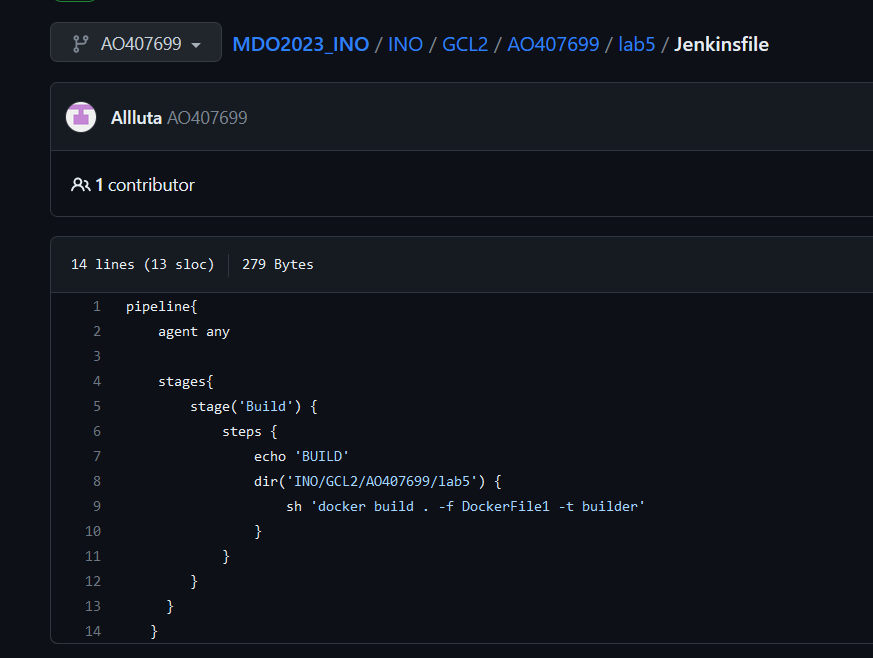 AO407699 MDO2023_INO / INO / GCL2 / AO407699 / lab5 / Jenkinsfile
Allluta AO407699
1 contributor
14 lines (13 sloc) 279 Bytes
1 pipeline{
2     agent any
3
4     stages{
5         stage('Build') {
6             steps {
7                 echo 'BUILD'
8                 dir('INO/GCL2/AO407699/lab5') {
9                     sh 'docker build . -f DockerFile1 -t builder'
10                 }
11             }
12         }
13      }
14    }